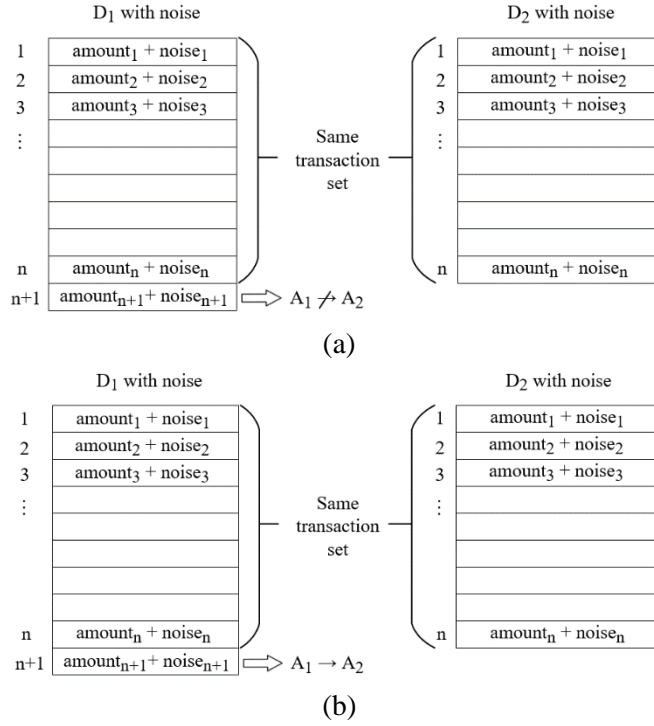 D₁ with noise D₂ with noise
1 amount₁ + noise₁ 1 amount₁ + noise₁
2 amount₂ + noise₂ 2 amount₂ + noise₂
3 amount₃ + noise₃ 3 amount₃ + noise₃
⋮ Same ⋮
transaction
set
n amountₙ + noiseₙ n amountₙ + noiseₙ
n+1 amountₙ₊₁+ noiseₙ₊₁ ⇨ A₁ ↛ A₂
(a)
D₁ with noise D₂ with noise
1 amount₁ + noise₁ 1 amount₁ + noise₁
2 amount₂ + noise₂ 2 amount₂ + noise₂
3 amount₃ + noise₃ 3 amount₃ + noise₃
⋮ Same ⋮
transaction
set
n amountₙ + noiseₙ n amountₙ + noiseₙ
n+1 amountₙ₊₁+ noiseₙ₊₁ ⇨ A₁ → A₂
(b)